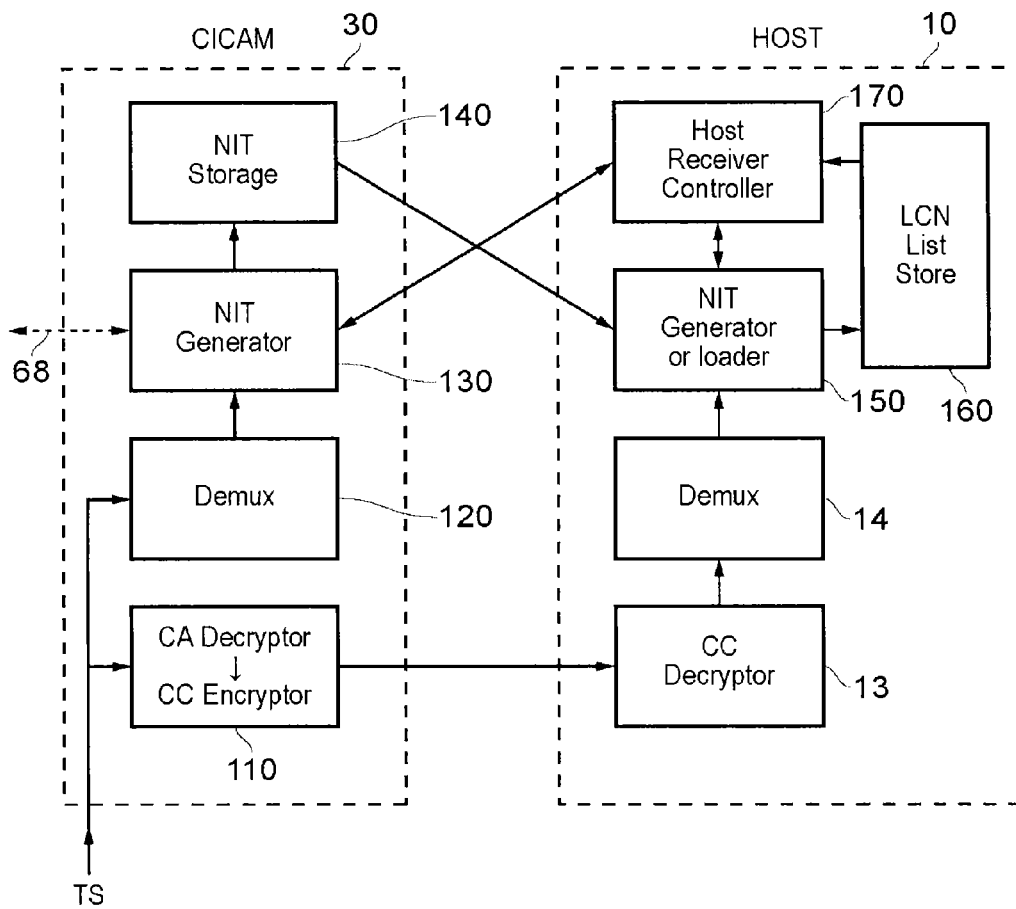 CICAM
30
HOST
10
NIT
Storage
140
Host
Receiver
Controller
170
LCN
List
Store
160
NIT
Generator
130
68
NIT
Generator
or loader
150
Demux
120
Demux
14
CA Decryptor
↓
CC Encryptor
110
CC
Decryptor
13
TS